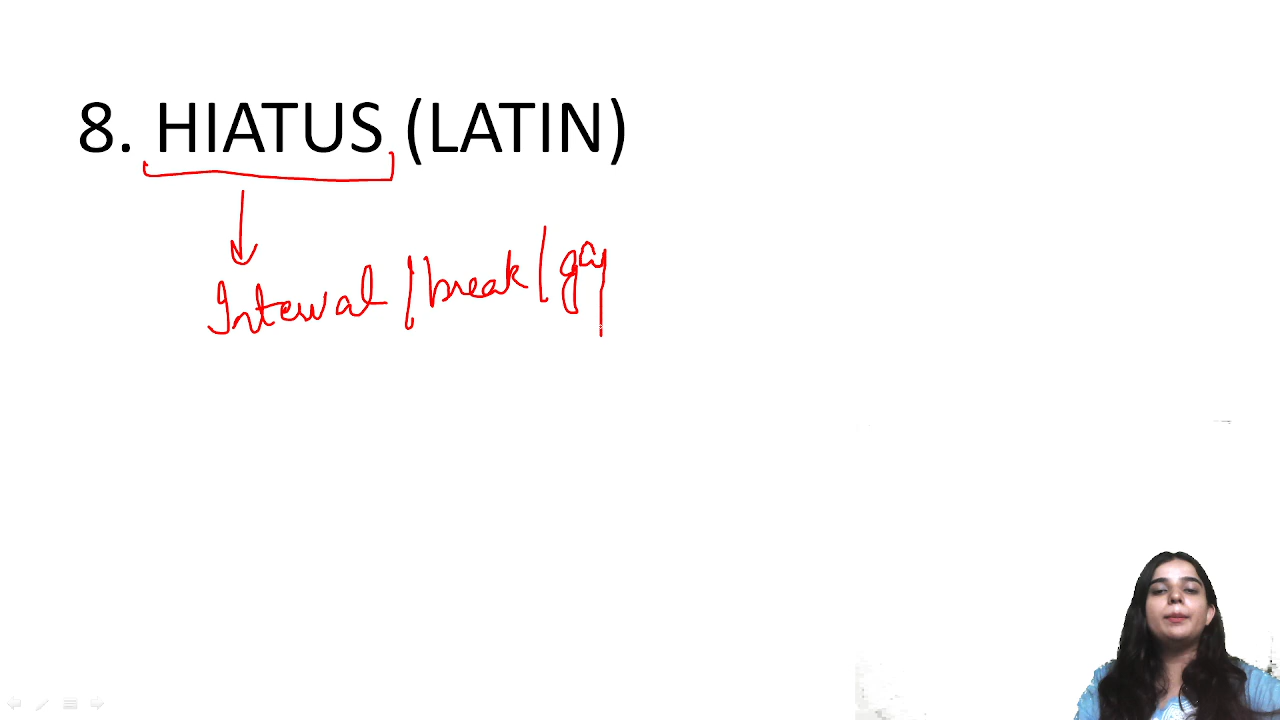 8. HIATUS (LATIN)
Interval / break / gap